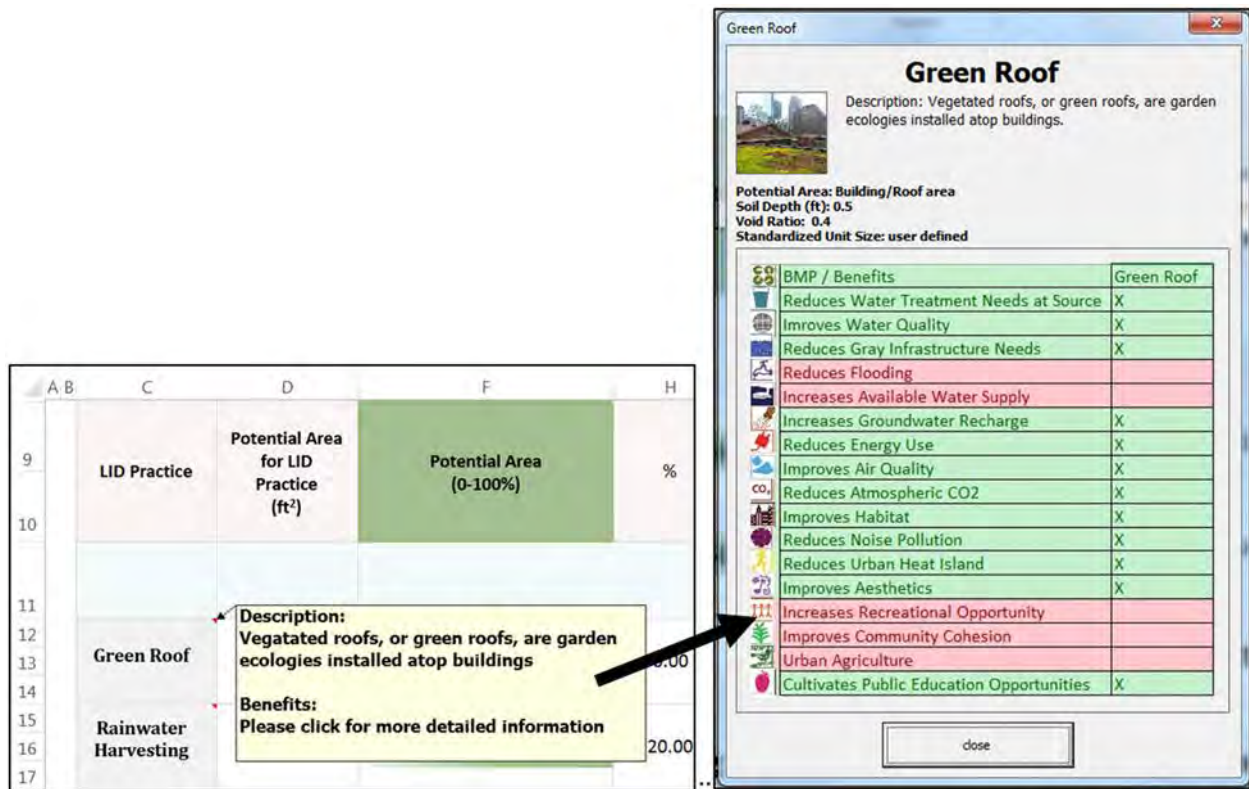 A B C D F H
9
10
LID Practice
Potential Area
for LID
Practice
(ft²)
Potential Area
(0-100%)
%
11
12
13
14
15
16
17
Green Roof
Rainwater
Harvesting
Description:
Vegatated roofs, or green roofs, are garden
ecologies installed atop buildings
Benefits:
Please click for more detailed information
.00
20.00
..
Green Roof
x
Green Roof
Description: Vegetated roofs, or green roofs, are garden
ecologies installed atop buildings.
Potential Area: Building/Roof area
Soil Depth (ft): 0.5
Void Ratio: 0.4
Standardized Unit Size: user defined
BMP / Benefits Green Roof
Reduces Water Treatment Needs at Source X
Imroves Water Quality X
Reduces Gray Infrastructure Needs X
Reduces Flooding
Increases Available Water Supply
Increases Groundwater Recharge X
Reduces Energy Use X
Improves Air Quality X
CO₂ Reduces Atmospheric CO2 X
Improves Habitat X
Reduces Noise Pollution X
Reduces Urban Heat Island X
Improves Aesthetics X
Increases Recreational Opportunity
Improves Community Cohesion
Urban Agriculture
Cultivates Public Education Opportunities X
close